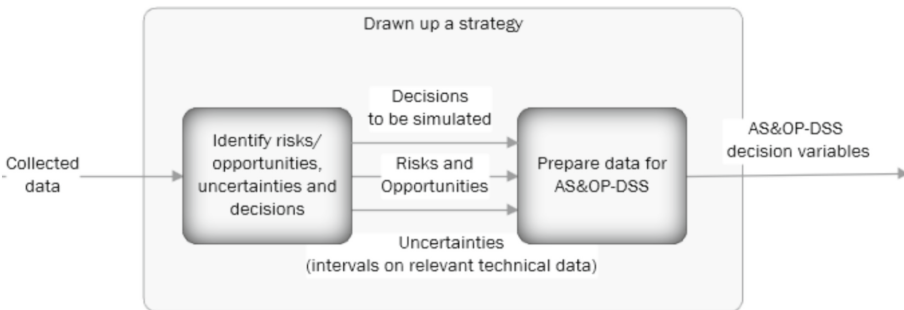 Drawn up a strategy
Collected
data
Identify risks/
opportunities,
uncertainties and
decisions
Decisions
to be simulated
Risks and
Opportunities
Uncertainties
(intervals on relevant technical data)
Prepare data for
AS&OP-DSS
AS&OP-DSS
decision variables